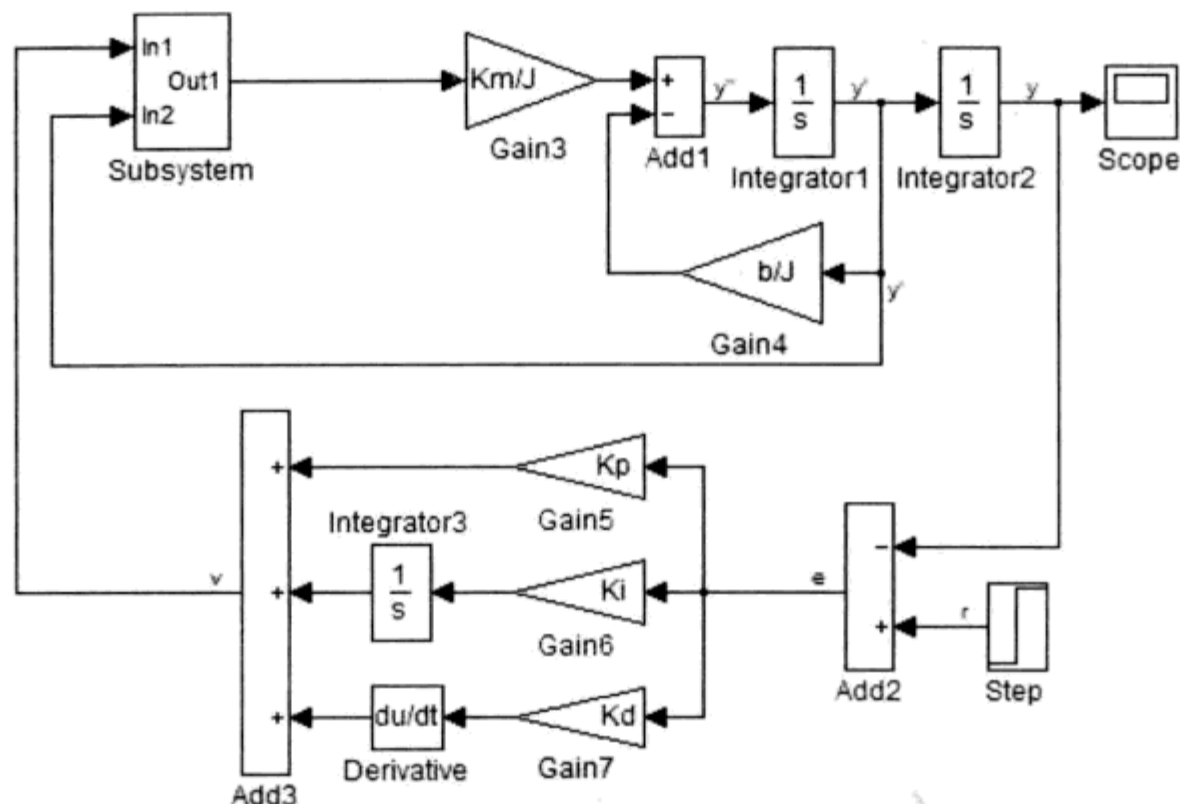 In1
Out1
In2
Subsystem
Km/J
Gain3
+
−
Add1
y''
1
s
Integrator1
y'
1
s
Integrator2
y
Scope
b/J
Gain4
y'
+
+
+
Add3
v
Kp
Gain5
Integrator3
1
s
Ki
Gain6
du/dt
Derivative
Kd
Gain7
e
−
+
Add2
r
Step